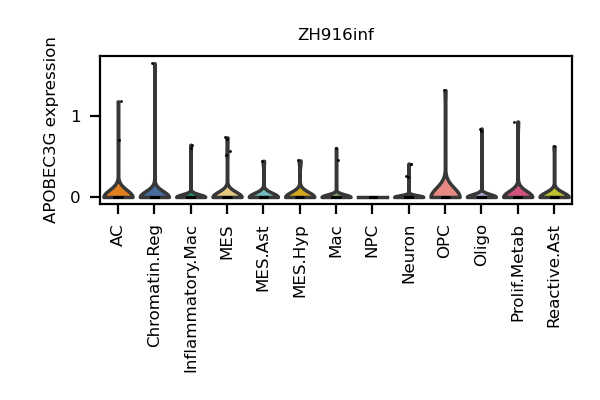 ZH916inf
APOBEC3G expression
1
0
AC
Chromatin.Reg
Inflammatory.Mac
MES
MES.Ast
MES.Hyp
Mac
NPC
Neuron
OPC
Oligo
Prolif.Metab
Reactive.Ast